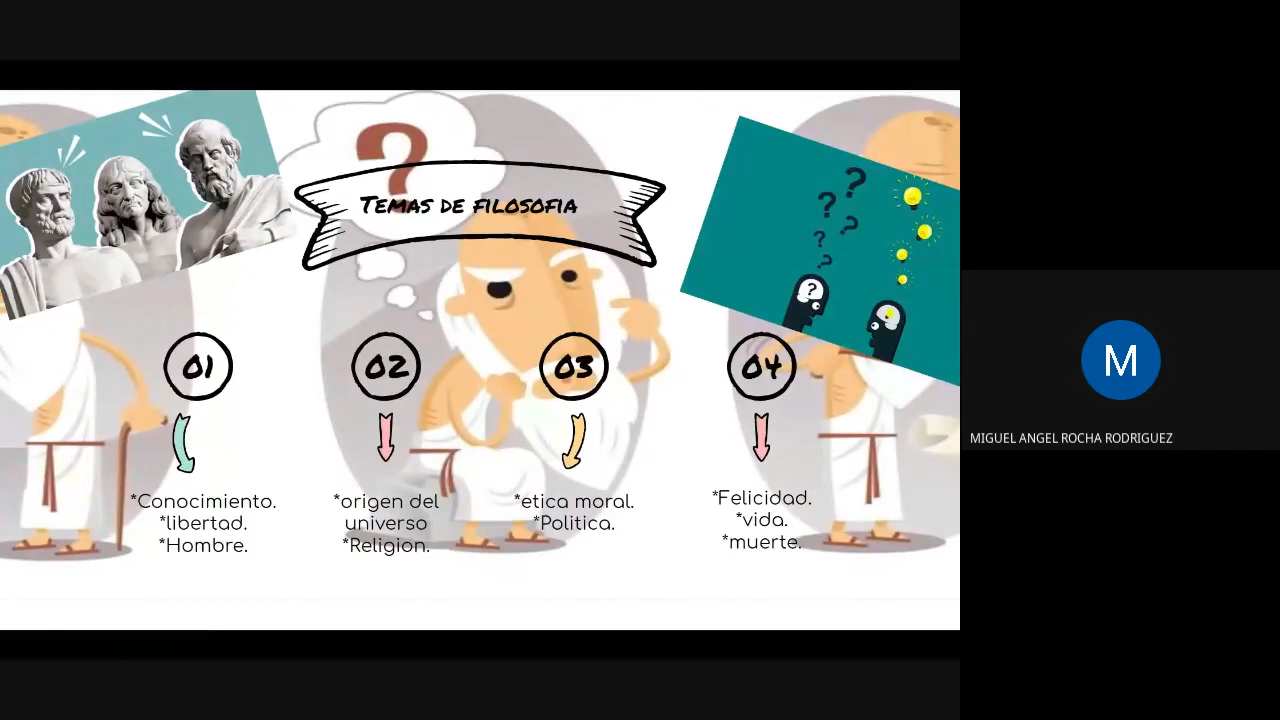 Temas de filosofia
01
02
03
04
*Conocimiento.
*libertad.
*Hombre.
*origen del
universo
*Religion.
*etica moral.
*Politica.
*Felicidad.
*vida.
*muerte.
M
MIGUEL ANGEL ROCHA RODRIGUEZ